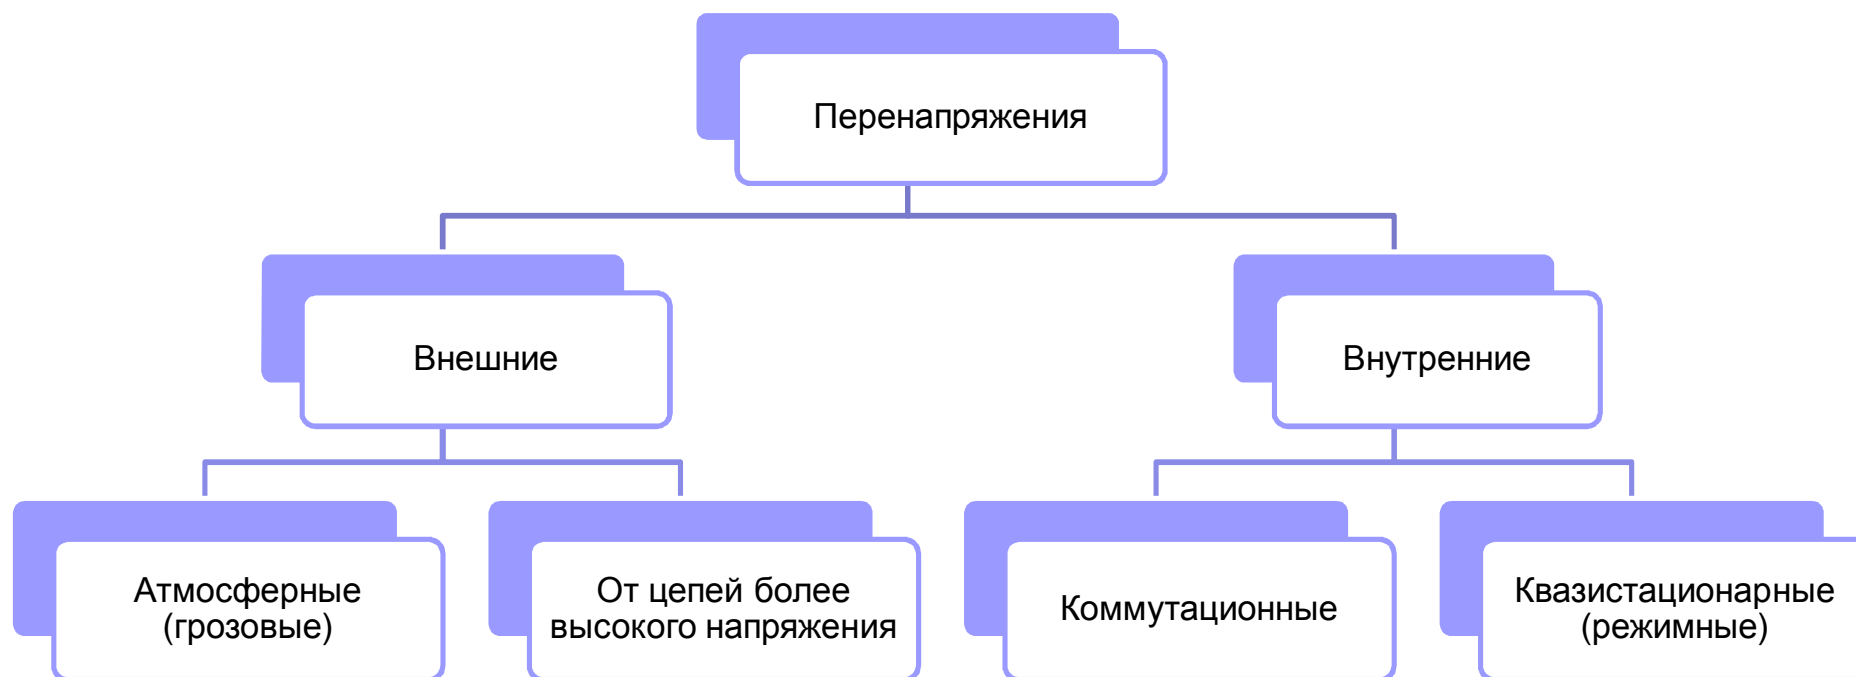 Перенапряжения
Внешние
Внутренние
Атмосферные
(грозовые)
От цепей более
высокого напряжения
Коммутационные
Квазистационарные
(режимные)